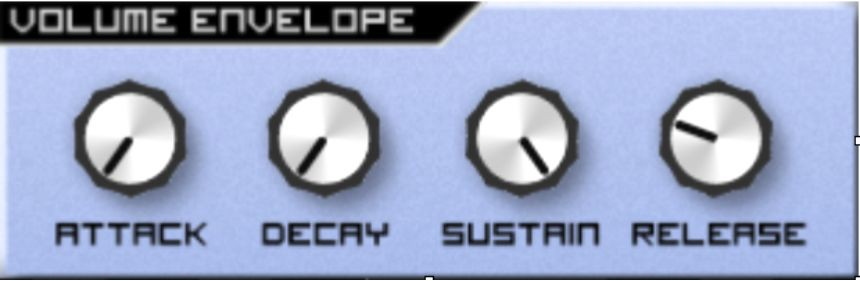 VOLUME ENVELOPE
ATTACK DECAY SUSTAIN RELEASE